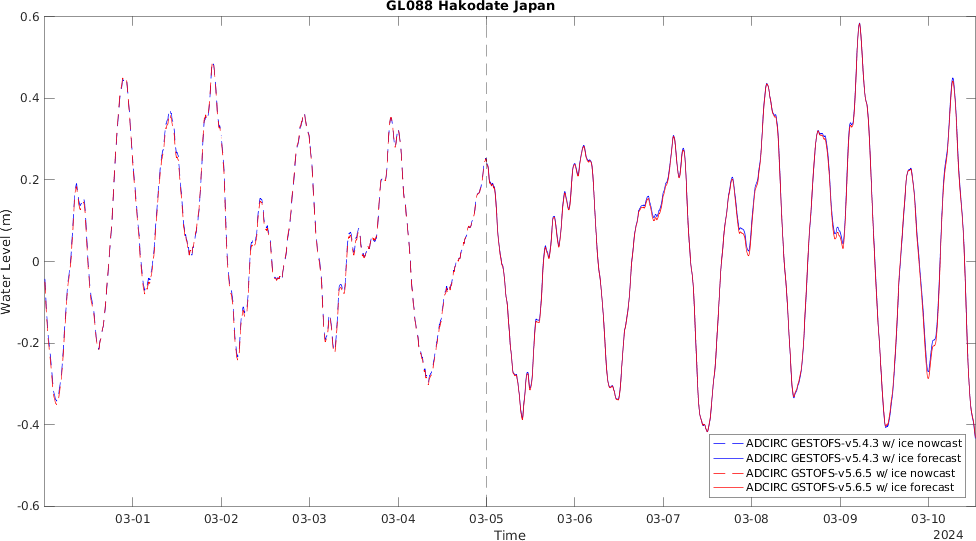 GL088 Hakodate Japan
0.6
0.4
0.2
0
-0.2
-0.4
-0.6
Water Level (m)
03-01 03-02 03-03 03-04 03-05 03-06 03-07 03-08 03-09 03-10
Time
2024
ADCIRC GESTOFS-v5.4.3 w/ ice nowcast
ADCIRC GESTOFS-v5.4.3 w/ ice forecast
ADCIRC GSTOFS-v5.6.5 w/ ice nowcast
ADCIRC GSTOFS-v5.6.5 w/ ice forecast